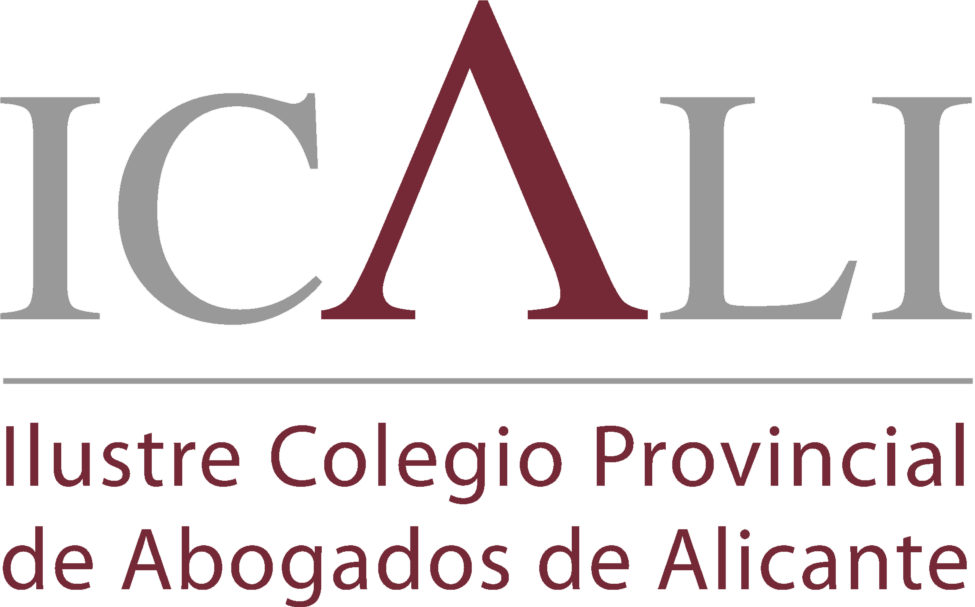 ICALI
Ilustre Colegio Provincial
de Abogados de Alicante